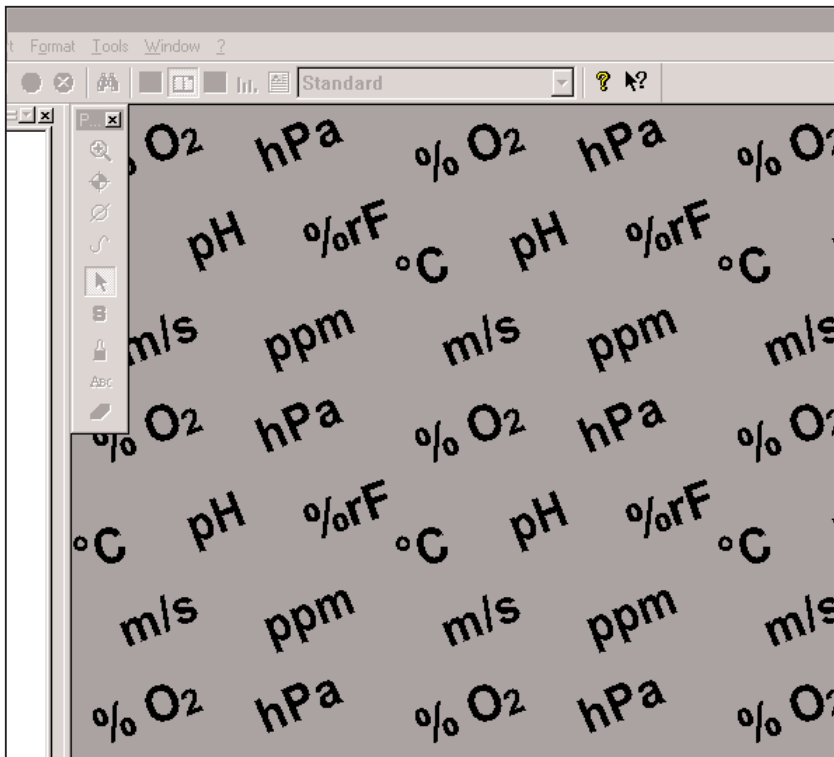 t Format Tools Window ?
Standard
P...
% O2 hPa % O2 hPa % O2
pH %rF °C pH %rF °C
m/s ppm m/s ppm m/s
ABC
% O2 hPa % O2 hPa % O2
°C pH %rF °C pH %rF °C
m/s ppm m/s ppm m/s
% O2 hPa % O2 hPa % O2